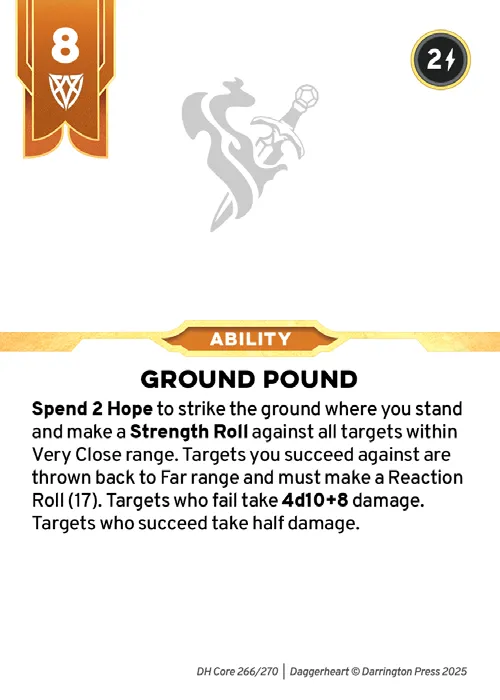 8
2
ABILITY
GROUND POUND
Spend 2 Hope to strike the ground where you stand
and make a Strength Roll against all targets within
Very Close range. Targets you succeed against are
thrown back to Far range and must make a Reaction
Roll (17). Targets who fail take 4d10+8 damage.
Targets who succeed take half damage.
DH Core 266/270 | Daggerheart © Darrington Press 2025